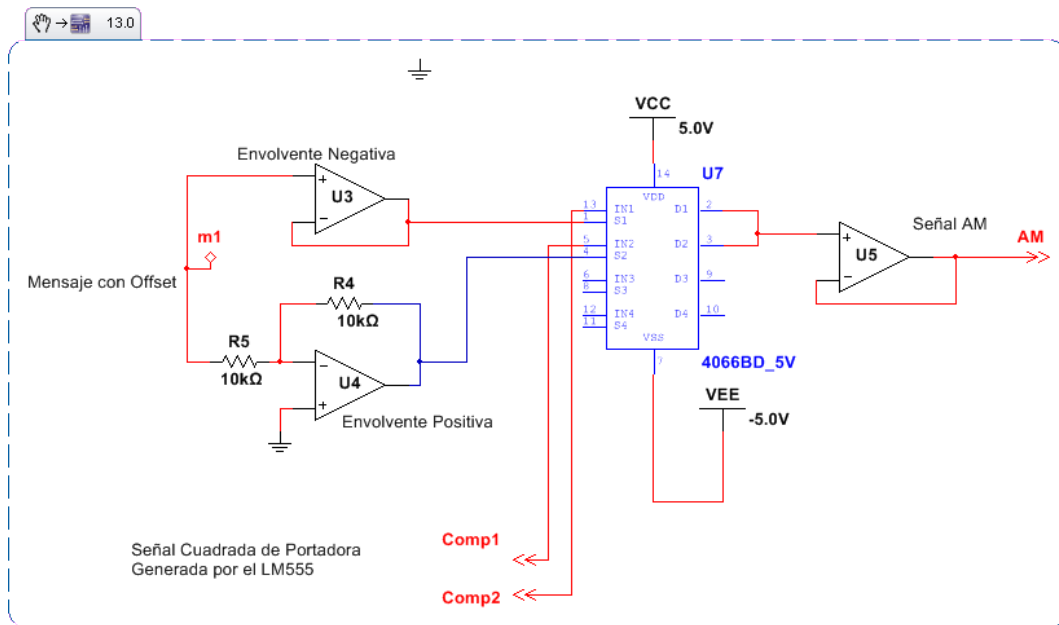 13.0
VCC
5.0V
Envolvente Negativa
U3
+
−
m1
Mensaje con Offset
R4
10kΩ
R5
10kΩ
−
+
U4
Envolvente Positiva
U7
14
VDD
13 IN1 D1 2
1 S1
5 IN2 D2 3
4 S2
6 IN3 D3 9
8 S3
12 IN4 D4 10
11 S4
VSS
7
4066BD_5V
Señal AM
+
−
U5
AM
VEE
-5.0V
Señal Cuadrada de Portadora
Generada por el LM555
Comp1
Comp2